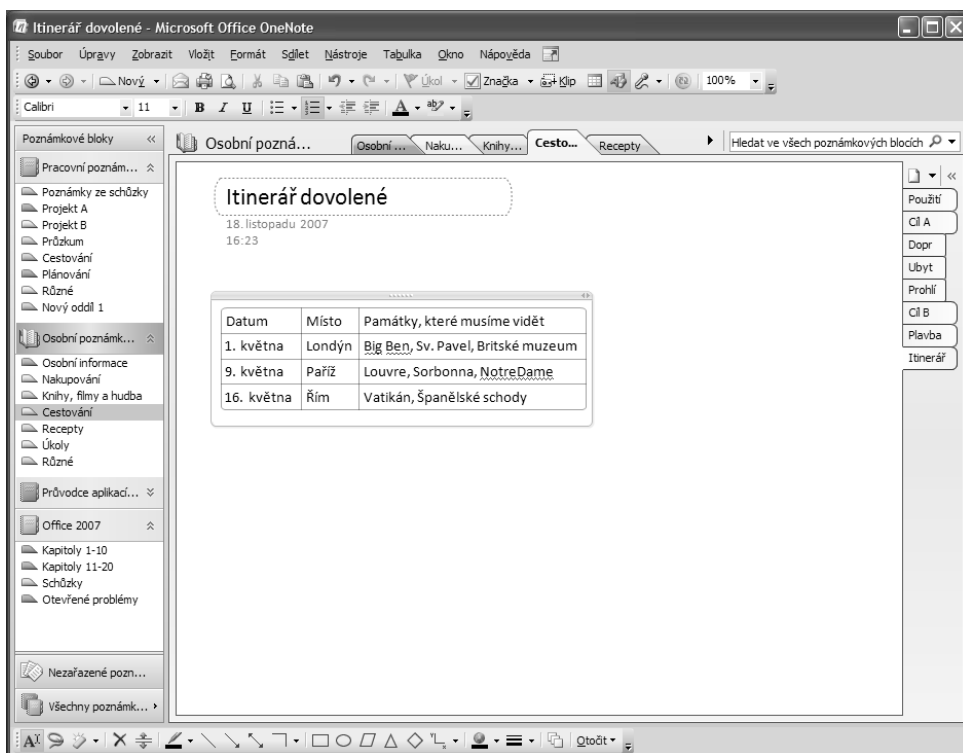 Itinerář dovolené - Microsoft Office OneNote
Soubor Úpravy Zobrazit Vložit Formát Sdílet Nástroje Tabulka Okno Nápověda
Nový Úkol Značka Klip 100%
Calibri 11 B I U A ab
Poznámkové bloky «
Pracovní poznám...
Poznámky ze schůzky
Projekt A
Projekt B
Průzkum
Cestování
Plánování
Různé
Nový oddíl 1
Osobní poznámk...
Osobní informace
Nakupování
Knihy, filmy a hudba
Cestování
Recepty
Úkoly
Různé
Průvodce aplikací...
Office 2007
Kapitoly 1-10
Kapitoly 11-20
Schůzky
Otevřené problémy
Nezařazené pozn...
Všechny poznámk...
Osobní pozná...
Osobní ... Naku... Knihy... Cesto... Recepty
Hledat ve všech poznámkových blocích
Itinerář dovolené
18. listopadu 2007
16:23
Datum Místo Památky, které musíme vidět
1. května Londýn Big Ben, Sv. Pavel, Britské muzeum
9. května Paříž Louvre, Sorbonna, NotreDame
16. května Řím Vatikán, Španělské schody
«
Použití
Cíl A
Dopr
Ubyt
Prohlí
Cíl B
Plavba
Itinerář
Otočit